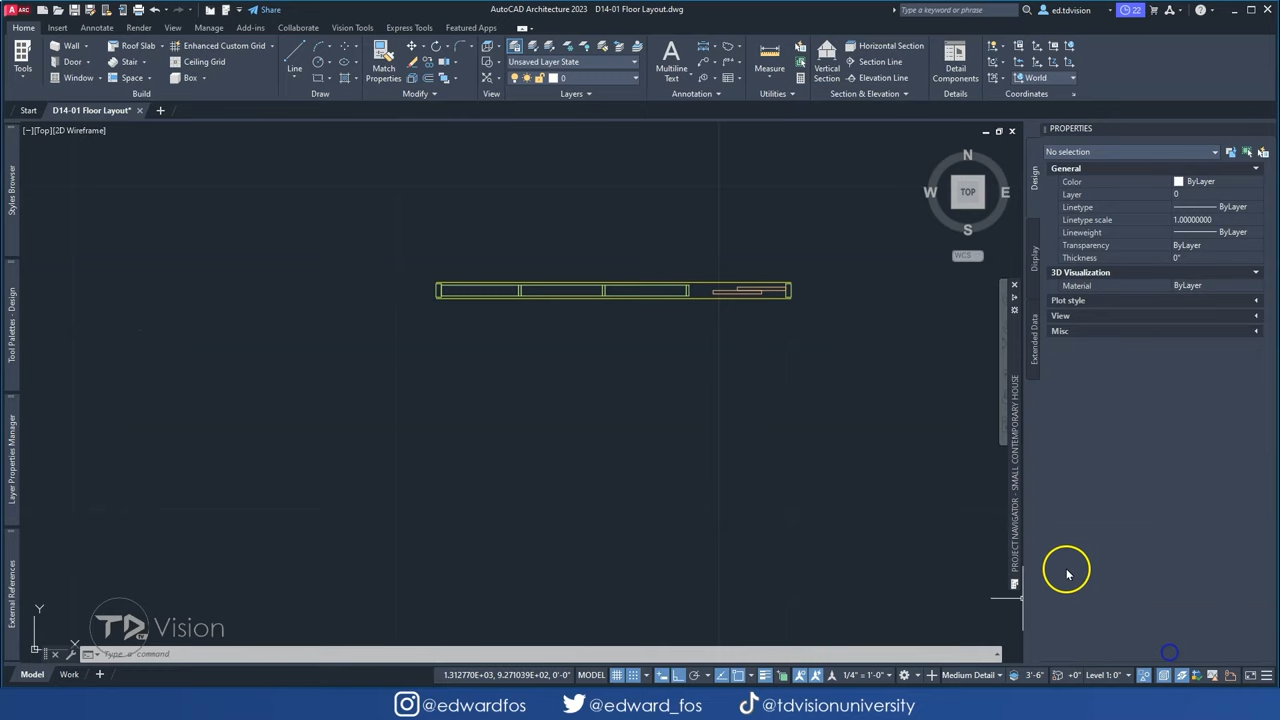 ARC Share AutoCAD Architecture 2023 D14-01 Floor Layout.dwg Type a keyword or phrase ed.tdvision 22
Home Insert Annotate Render View Manage Add-ins Collaborate Vision Tools Express Tools Featured Apps
Wall Roof Slab Enhanced Custom Grid Horizontal Section
Door Stair Ceiling Grid Unsaved Layer State Section Line
Window Space Box 0 Elevation Line World
Tools Line Match Properties Multiline Text Measure Vertical Section Detail Components
Build Draw Modify View Layers Annotation Utilities Section & Elevation Details Coordinates
Start D14-01 Floor Layout* +
[−][Top][2D Wireframe]
N
W TOP E
S
WCS
PROPERTIES
No selection
General
Color ByLayer
Layer 0
Linetype ByLayer
Linetype scale 1.00000000
Lineweight ByLayer
Transparency ByLayer
Thickness 0"
3D Visualization
Material ByLayer
Plot style
View
Misc
Design
Display
Extended Data
Styles Browser
Tool Palettes - Design
Layer Properties Manager
External References
PROJECT NAVIGATOR - SMALL CONTEMPORARY HOUSE
Y
X
TD tv Vision
Type a command
Model Work + 1.312770E+03, 9.271039E+02, 0'-0" MODEL 1/4" = 1'-0" Medium Detail 3'-6" +0" Level 1: 0"
@edwardfos @edward_fos @tdvisionuniversity